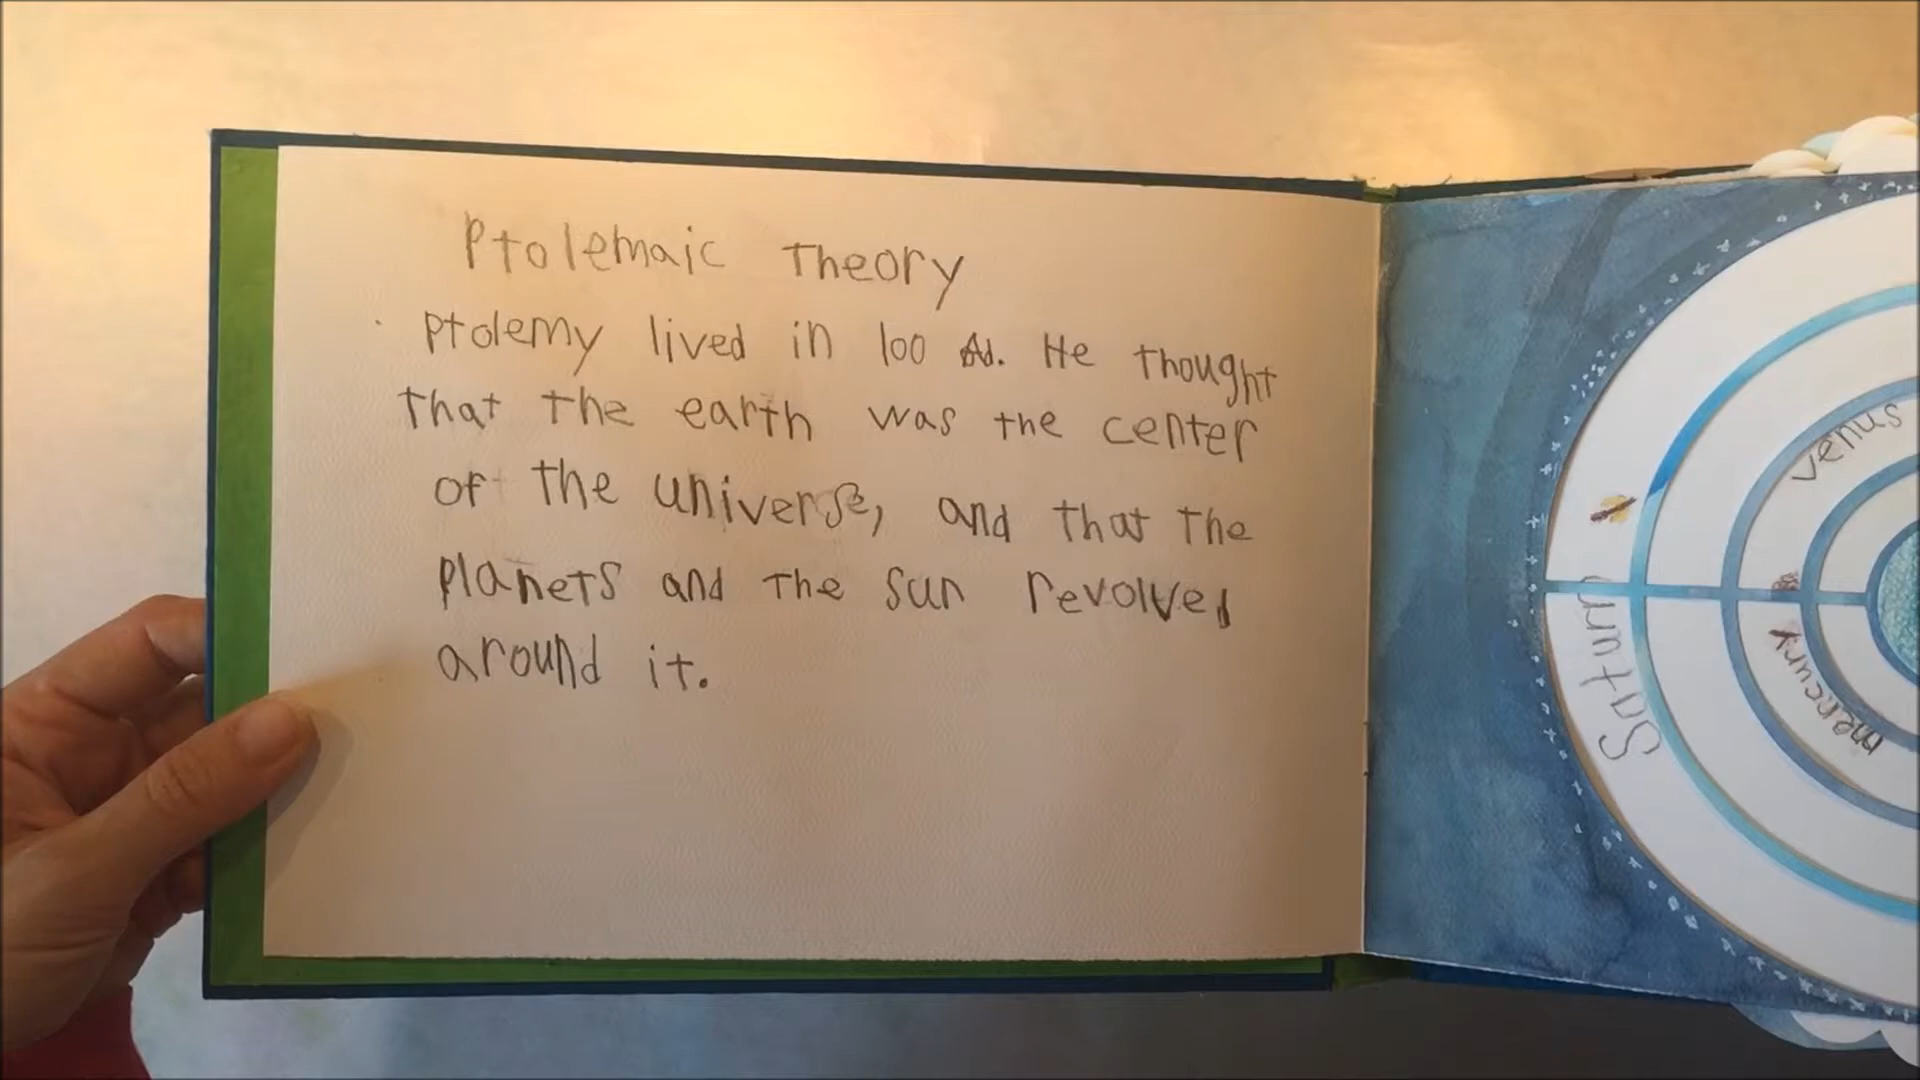 Ptolemaic Theory
Ptolemy lived in 100 Ad. He thought
that the earth was the center
of the universe, and that the
planets and the sun revolved
around it.
venus
mercury
Saturn